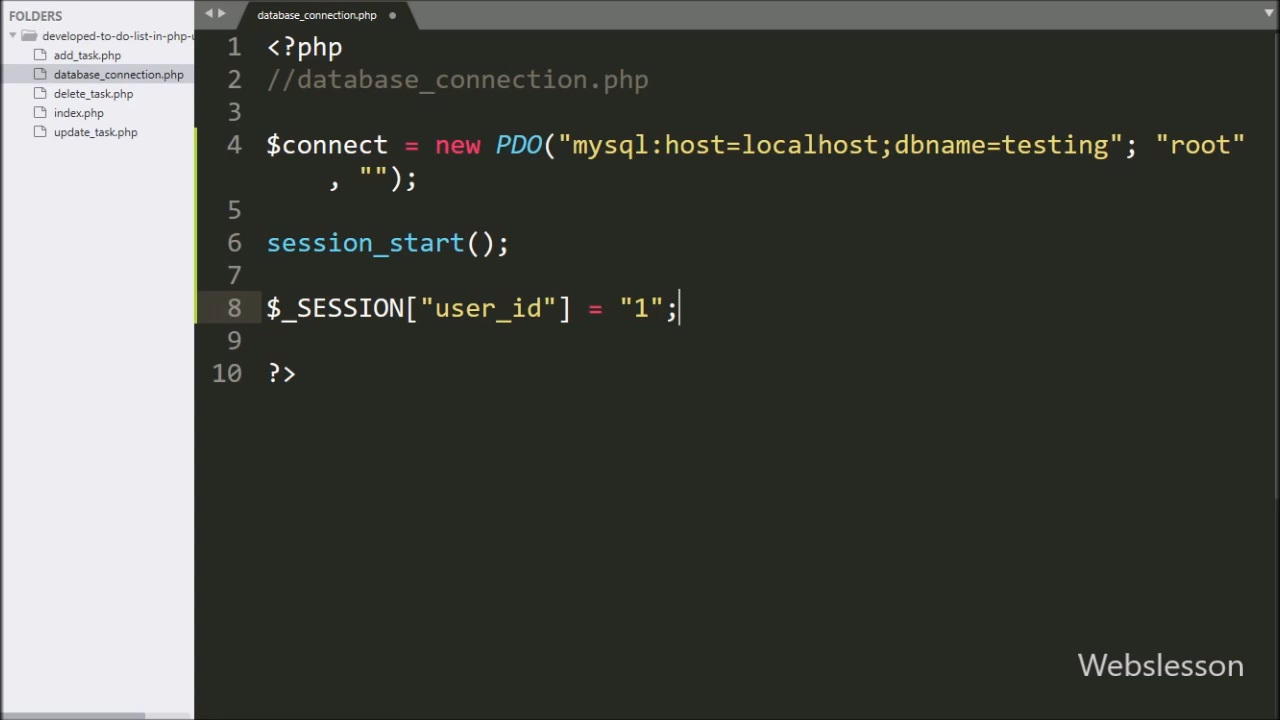 FOLDERS
developed-to-do-list-in-php-u
add_task.php
database_connection.php
delete_task.php
index.php
update_task.php
database_connection.php
1 <?php
2 //database_connection.php
3
4 $connect = new PDO("mysql:host=localhost;dbname=testing"; "root"
, "");
5
6 session_start();
7
8 $_SESSION["user_id"] = "1";
9
10 ?>
Webslesson